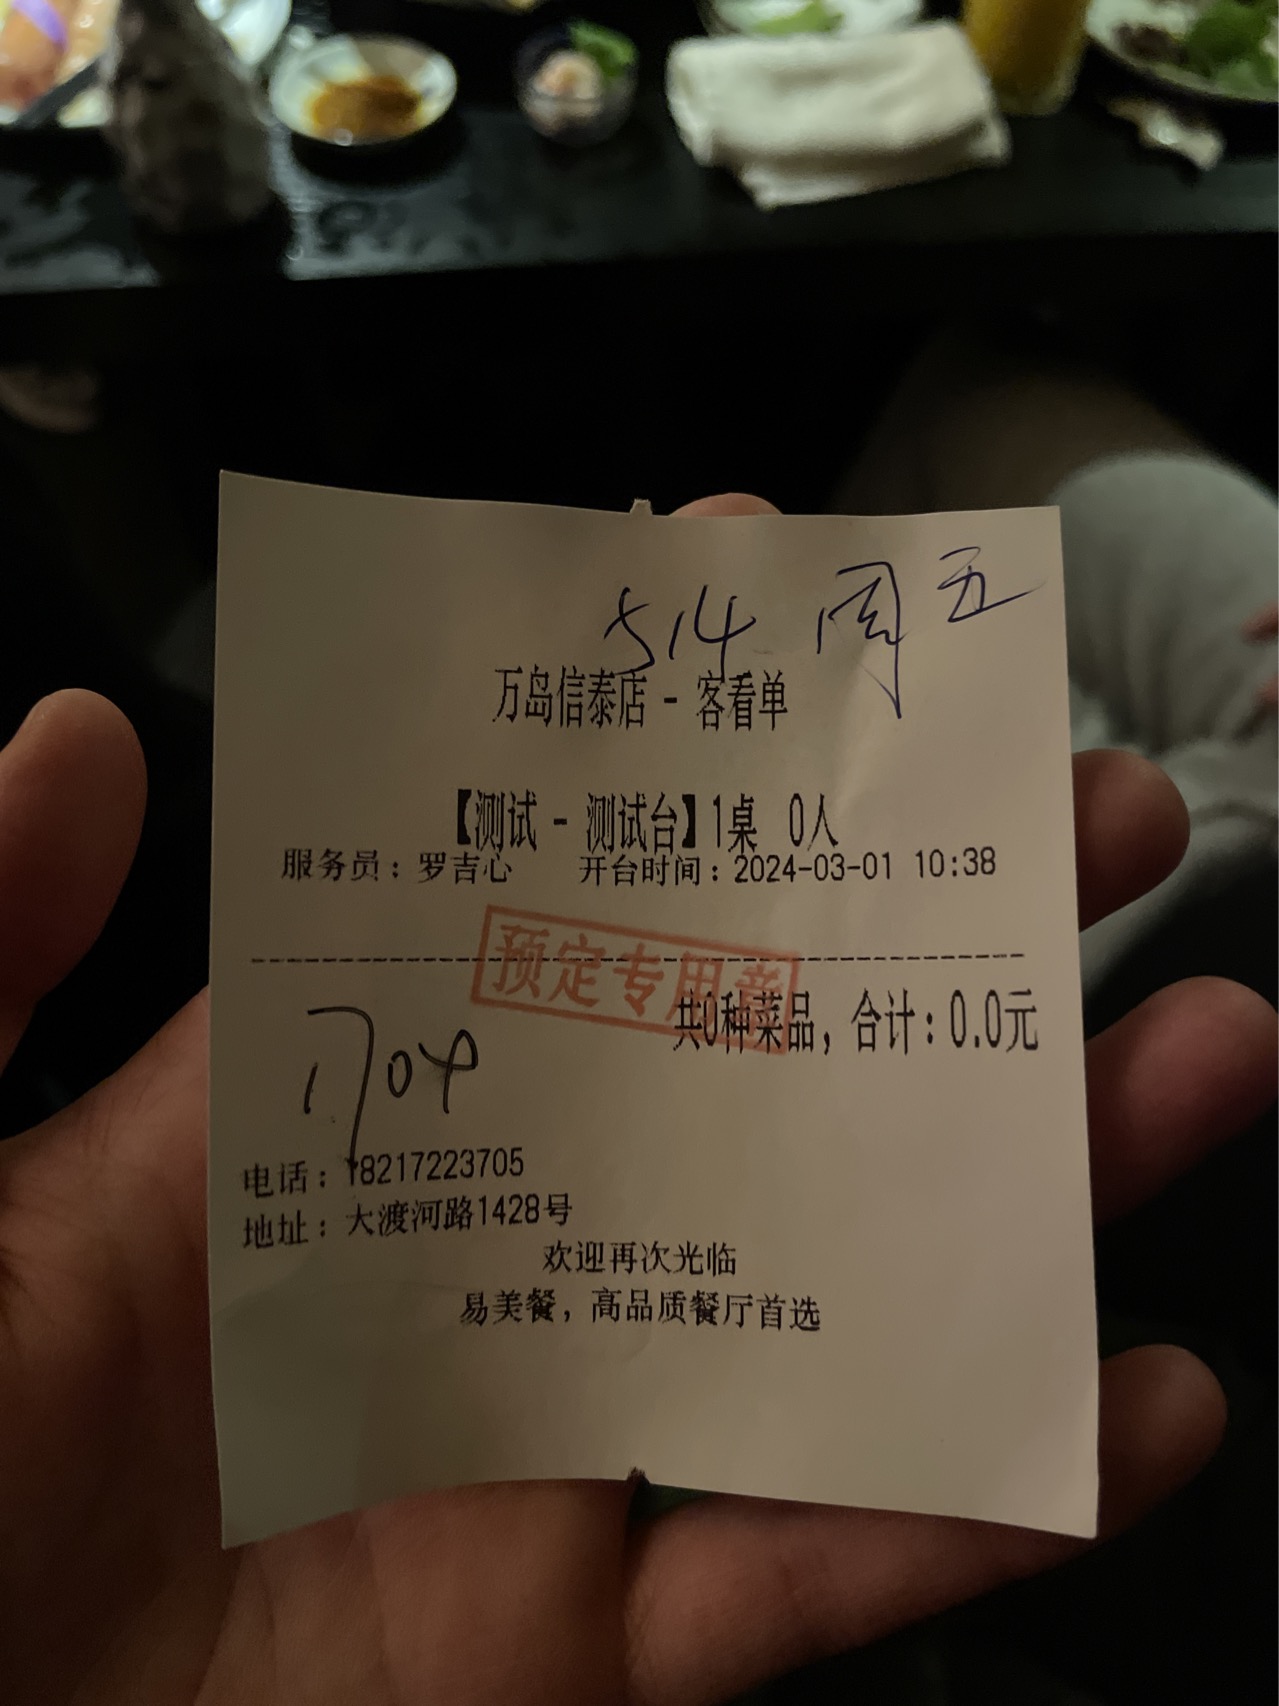 514 周五
万岛信泰店 - 客看单
【测试 - 测试台】1桌 0人
服务员：罗吉心 开台时间：2024-03-01 10:38
预定专用章
共0种菜品，合计：0.0元
1704
电话：18217223705
地址：大渡河路1428号
欢迎再次光临
易美餐，高品质餐厅首选